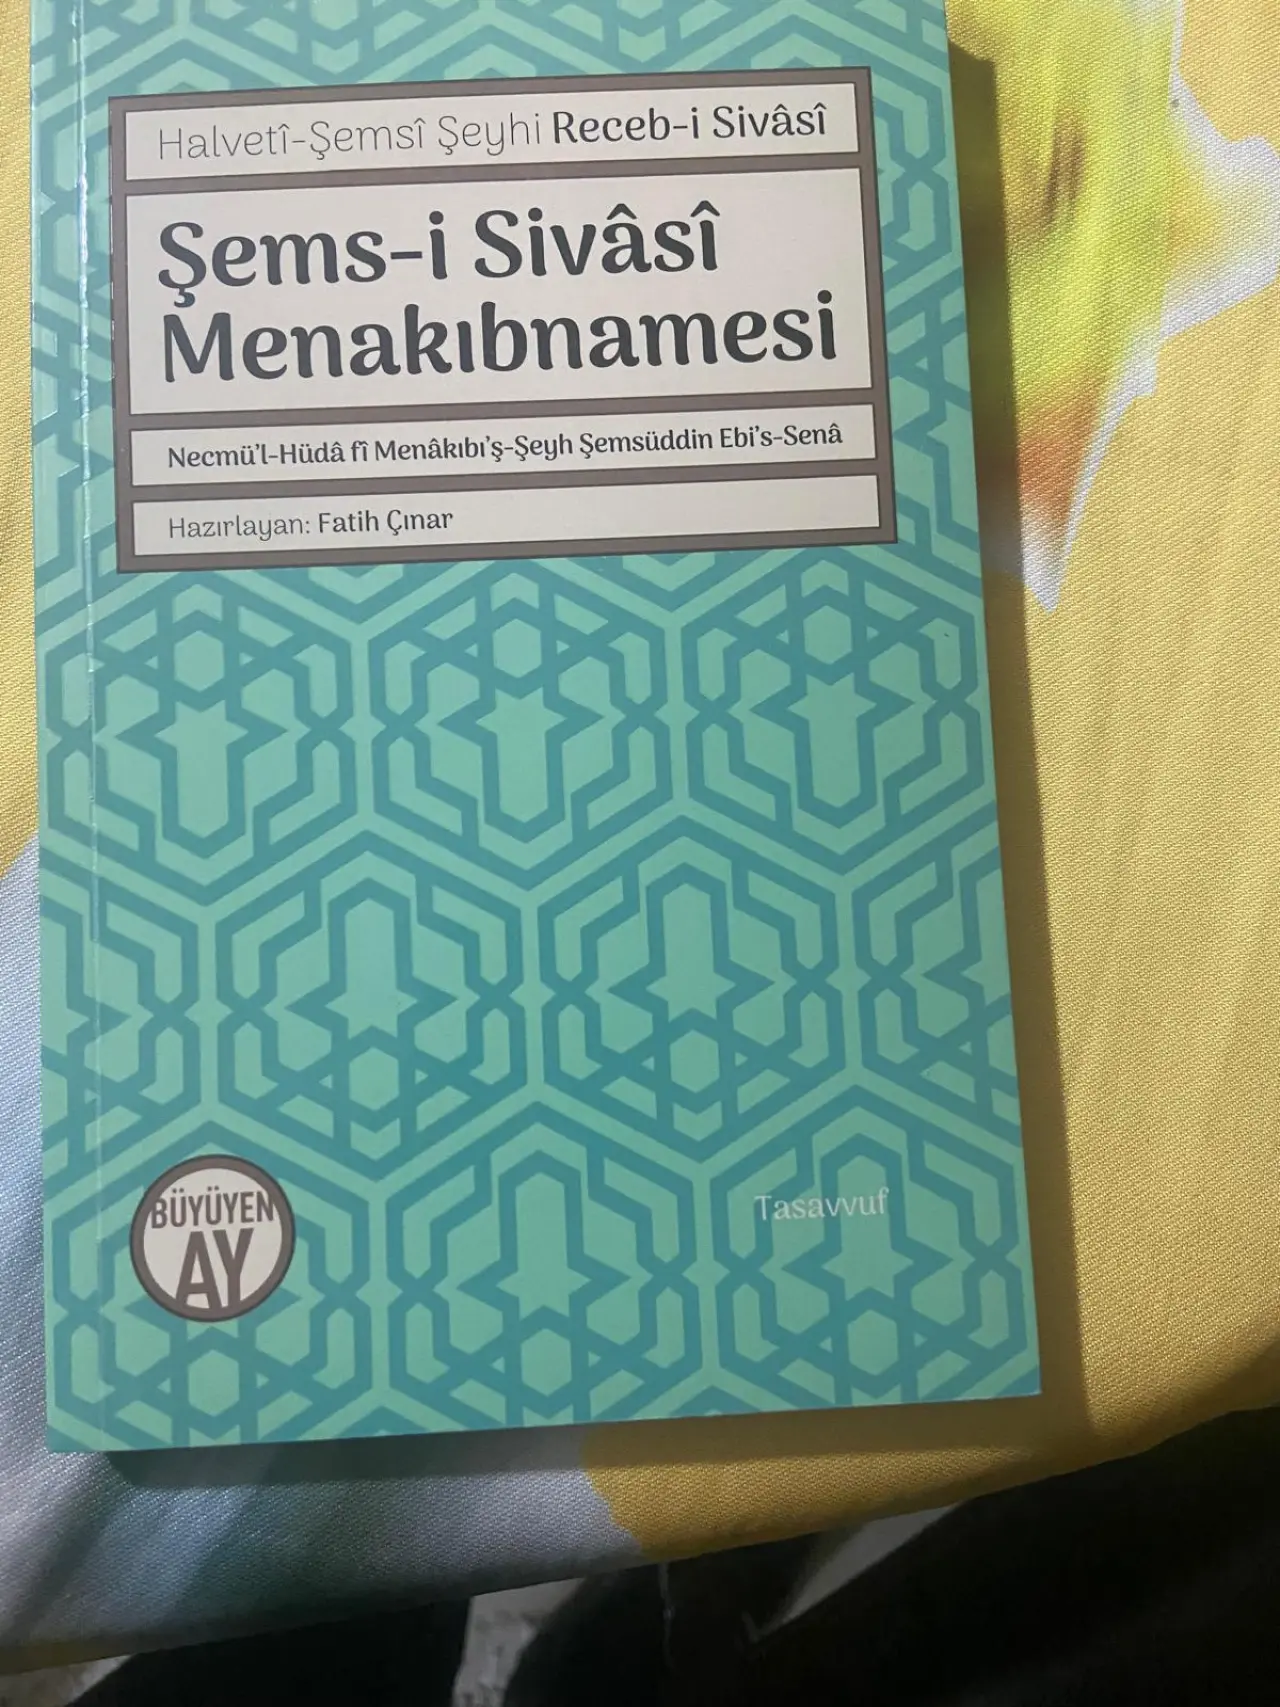 Halvetî-Şemsî Şeyhi Receb-i Sivâsî
Şems-i Sivâsî
Menakıbnamesi
Necmü'l-Hüdâ fî Menâkıbı'ş-Şeyh Şemsüddin Ebi's-Senâ
Hazırlayan: Fatih Çınar
Tasavvuf
BÜYÜYEN
AY